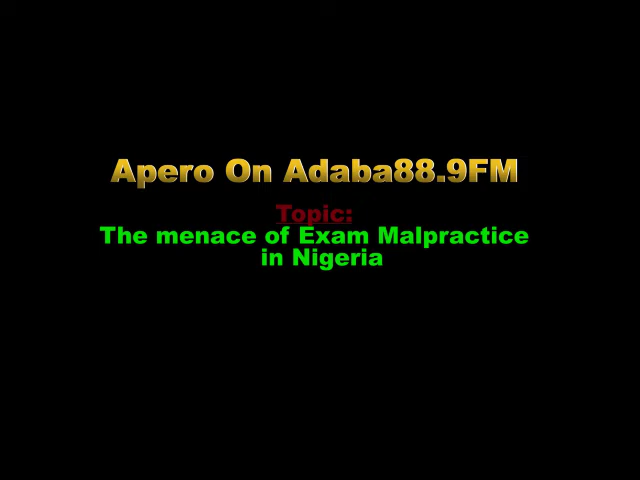 Apero On Adaba88.9FM
Topic:
The menace of Exam Malpractice
in Nigeria